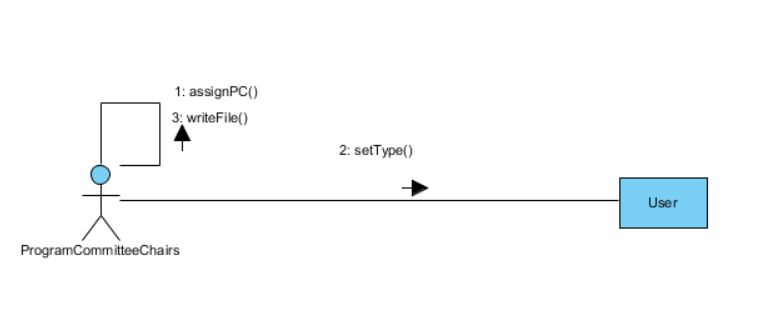 1: assignPC()
3: writeFile()
2: setType()
User
ProgramCommitteeChairs